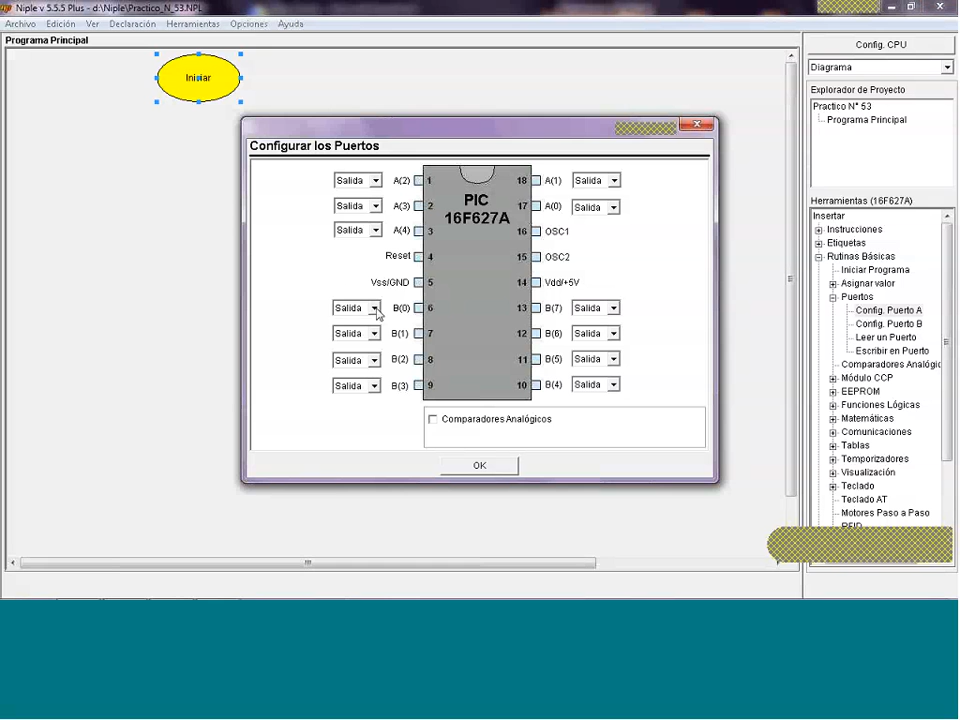 Niple v 5.5.5 Plus - d:\Niple\Practico_N_53.NPL
Archivo Edición Ver Declaración Herramientas Opciones Ayuda
Programa Principal
Iniciar
Configurar los Puertos
Salida A(2) 1 18 A(1) Salida
PIC
16F627A
Salida A(3) 2 17 A(0) Salida
Salida A(4) 3 16 OSC1
Reset 4 15 OSC2
Vss/GND 5 14 Vdd/+5V
Salida B(0) 6 13 B(7) Salida
Salida B(1) 7 12 B(6) Salida
Salida B(2) 8 11 B(5) Salida
Salida B(3) 9 10 B(4) Salida
Comparadores Analógicos
OK
Config. CPU
Diagrama
Explorador de Proyecto
Practico N° 53
Programa Principal
Herramientas (16F627A)
Insertar
Instrucciones
Etiquetas
Rutinas Básicas
Iniciar Programa
Asignar valor
Puertos
Config. Puerto A
Config. Puerto B
Leer un Puerto
Escribir en Puerto
Comparadores Analógic
Módulo CCP
EEPROM
Funciones Lógicas
Matemáticas
Comunicaciones
Tablas
Temporizadores
Visualización
Teclado
Teclado AT
Motores Paso a Paso
RFID